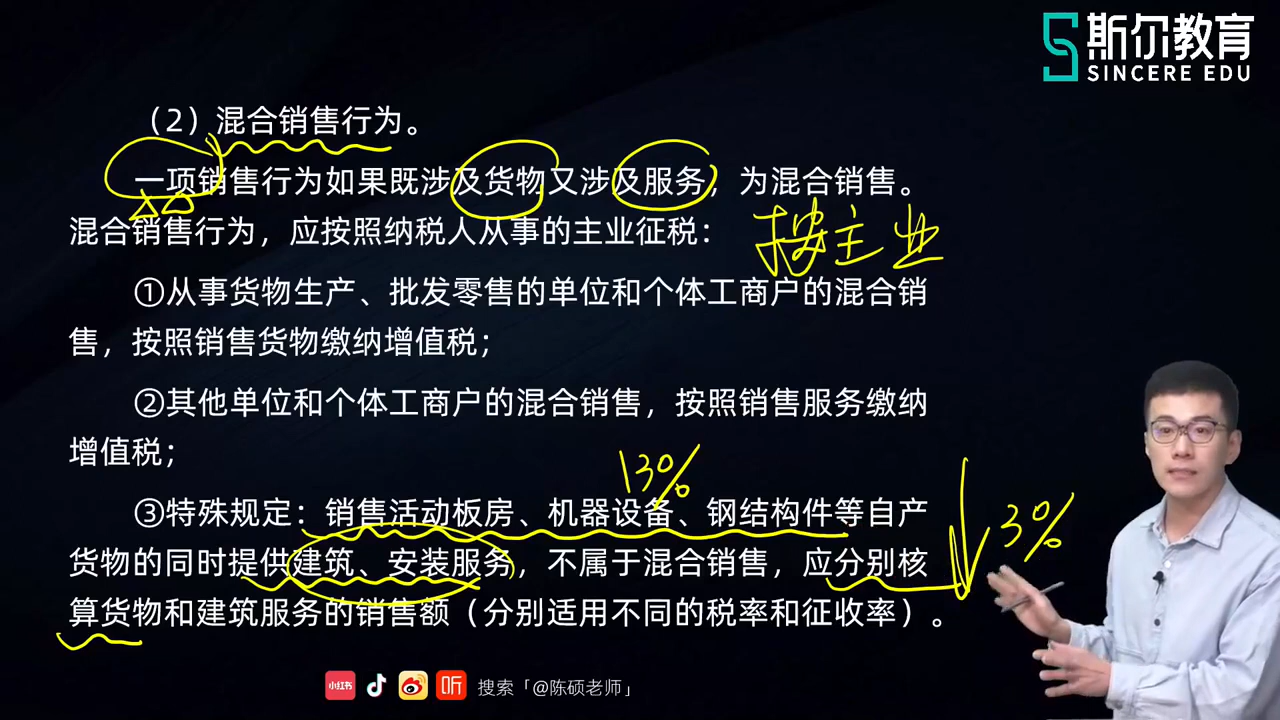 斯尔教育
SINCERE EDU
（2）混合销售行为。
一项销售行为如果既涉及货物又涉及服务，为混合销售。
混合销售行为，应按照纳税人从事的主业征税：
按主业
①从事货物生产、批发零售的单位和个体工商户的混合销
售，按照销售货物缴纳增值税；
②其他单位和个体工商户的混合销售，按照销售服务缴纳
增值税；
13%
③特殊规定：销售活动板房、机器设备、钢结构件等自产
3%
货物的同时提供建筑、安装服务，不属于混合销售，应分别核
算货物和建筑服务的销售额（分别适用不同的税率和征收率）。
小红书
听
搜索「@陈硕老师」